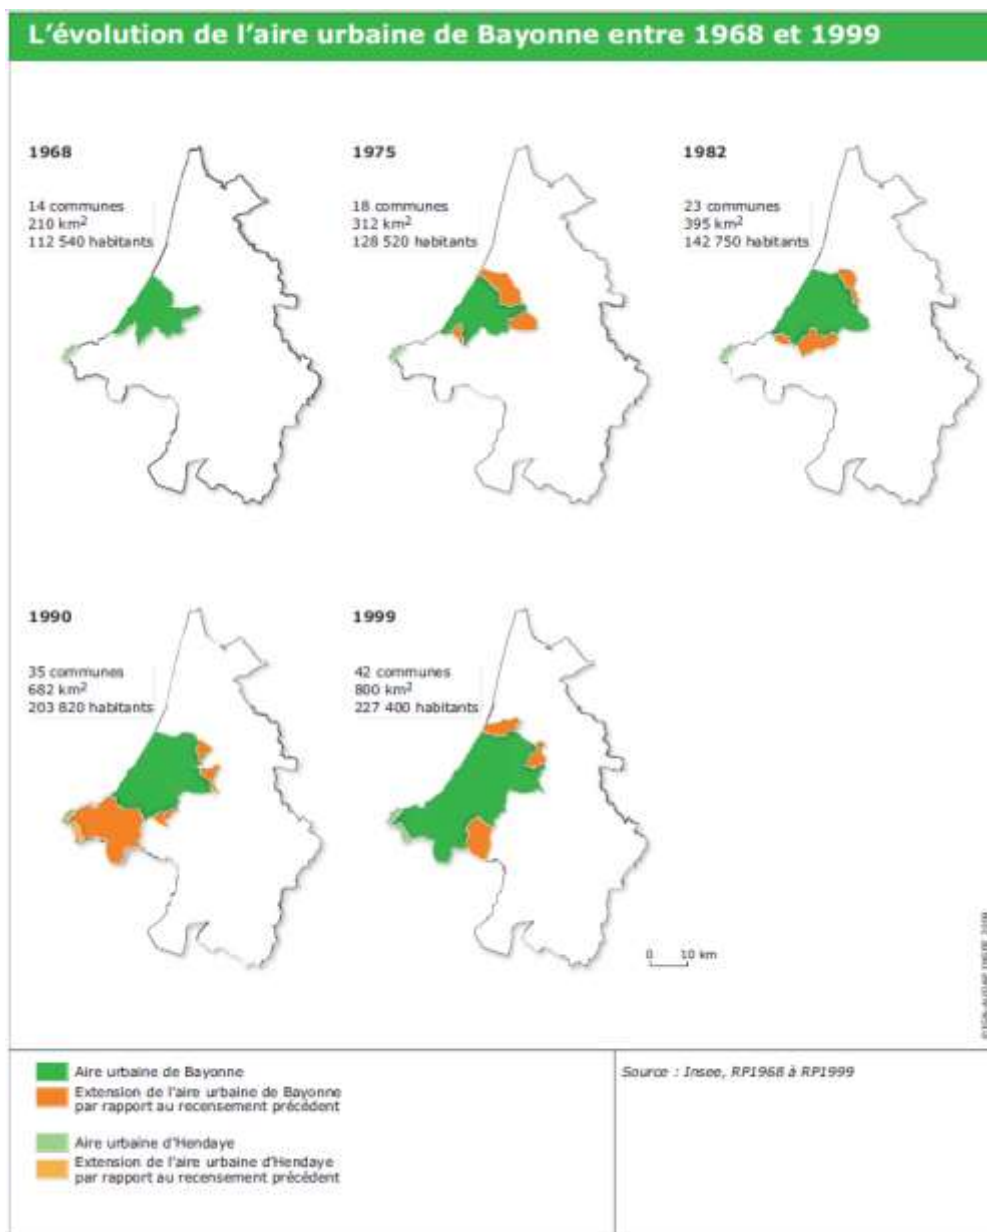 L'évolution de l'aire urbaine de Bayonne entre 1968 et 1999
1968
14 communes
210 km²
112 540 habitants
1975
18 communes
312 km²
128 520 habitants
1982
23 communes
395 km²
142 750 habitants
1990
35 communes
682 km²
203 820 habitants
1999
42 communes
800 km²
227 400 habitants
0 10 km
Aire urbaine de Bayonne
Extension de l'aire urbaine de Bayonne
par rapport au recensement précédent
Aire urbaine d'Hendaye
Extension de l'aire urbaine d'Hendaye
par rapport au recensement précédent
Source : Insee, RP1968 à RP1999